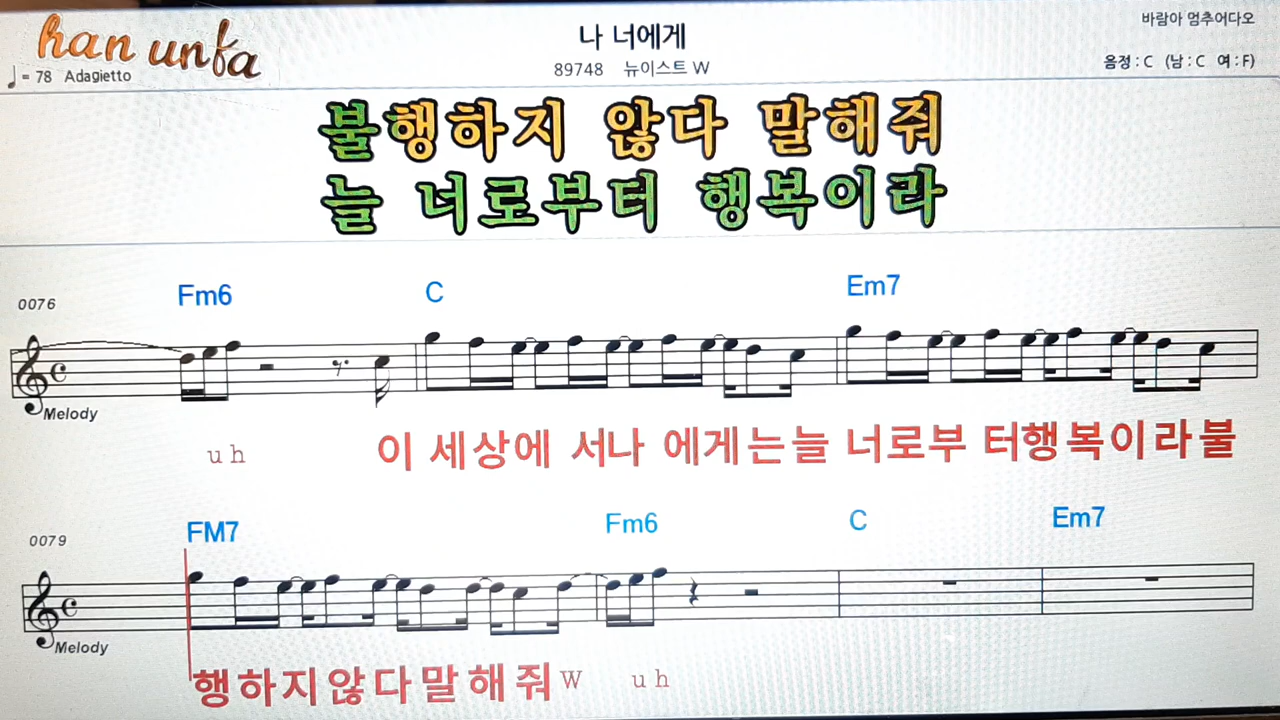 han unfa
♩ = 78 Adagietto
나 너에게
89748 뉴이스트 W
바람아 멈추어다오
음정 : C (남 : C 여 : F)
불행하지 않다 말해줘
늘 너로부터 행복이라
0076 Fm6 C Em7
Melody
uh 이 세상에 서나 에게는늘 너로부 터행복이라불
0079 FM7 Fm6 C Em7
Melody
행하지않다말해줘W uh